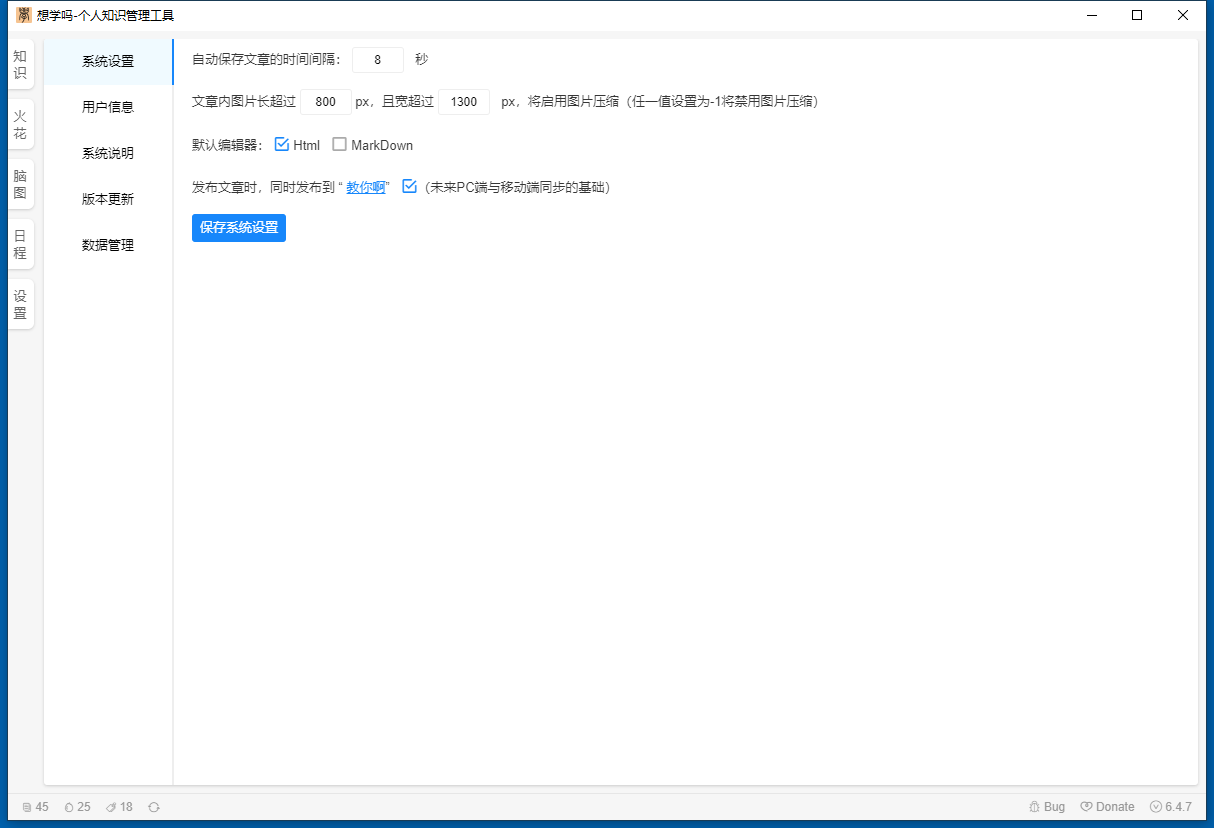 想学吗-个人知识管理工具
知识
火花
脑图
日程
设置
系统设置
用户信息
系统说明
版本更新
数据管理
自动保存文章的时间间隔： 8 秒
文章内图片长超过 800 px，且宽超过 1300 px，将启用图片压缩（任一值设置为-1将禁用图片压缩）
默认编辑器： Html MarkDown
发布文章时，同时发布到 “ 教你啊” （未来PC端与移动端同步的基础）
保存系统设置
45 25 18 Bug Donate 6.4.7